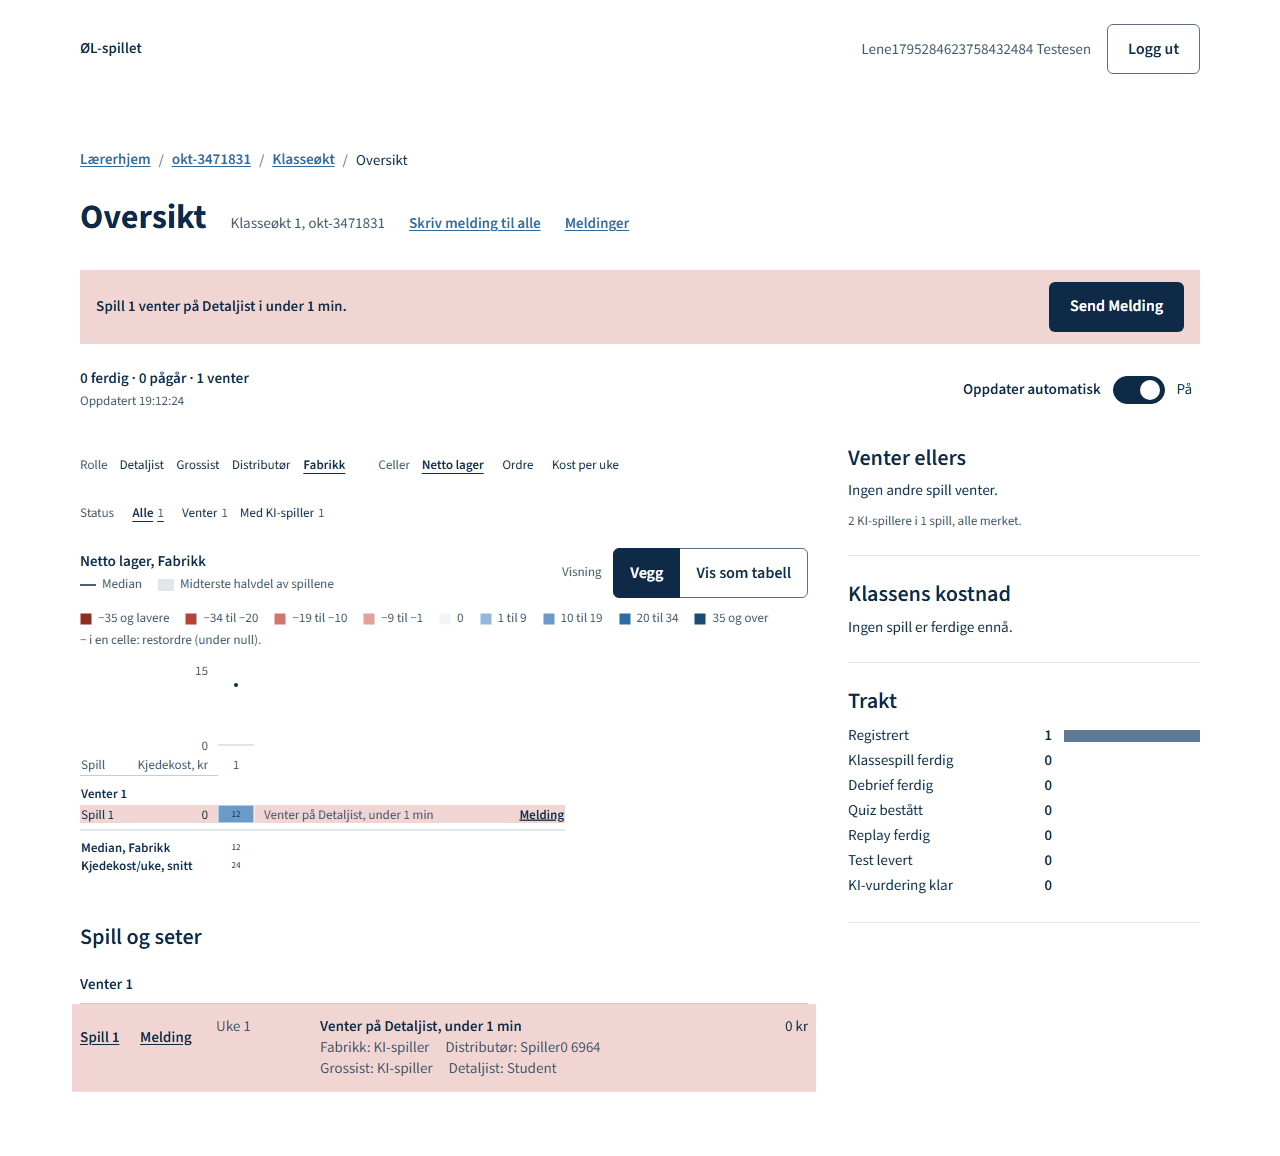 ØL-spillet
Lene1795284623758432484 Testesen
Logg ut
Lærerhjem / okt-3471831 / Klasseøkt / Oversikt
Oversikt
Klasseøkt 1, okt-3471831
Skriv melding til alle
Meldinger
Spill 1 venter på Detaljist i under 1 min.
Send Melding
0 ferdig · 0 pågår · 1 venter
Oppdatert 19:12:24
Oppdater automatisk
På
Rolle Detaljist Grossist Distributør Fabrikk
Celler Netto lager Ordre Kost per uke
Status Alle 1 Venter 1 Med KI-spiller 1
Netto lager, Fabrikk
Median
Midterste halvdel av spillene
Visning Vegg Vis som tabell
−35 og lavere −34 til −20 −19 til −10 −9 til −1 0 1 til 9 10 til 19 20 til 34 35 og over
− i en celle: restordre (under null).
15
0
Spill Kjedekost, kr 1
Venter 1
Spill 1 0 12 Venter på Detaljist, under 1 min Melding
Median, Fabrikk 12
Kjedekost/uke, snitt 24
Venter ellers
Ingen andre spill venter.
2 KI-spillere i 1 spill, alle merket.
Klassens kostnad
Ingen spill er ferdige ennå.
Trakt
Registrert 1
Klassespill ferdig 0
Debrief ferdig 0
Quiz bestått 0
Replay ferdig 0
Test levert 0
KI-vurdering klar 0
Spill og seter
Venter 1
Spill 1 Melding Uke 1 Venter på Detaljist, under 1 min 0 kr
Fabrikk: KI-spiller Distributør: Spiller0 6964
Grossist: KI-spiller Detaljist: Student